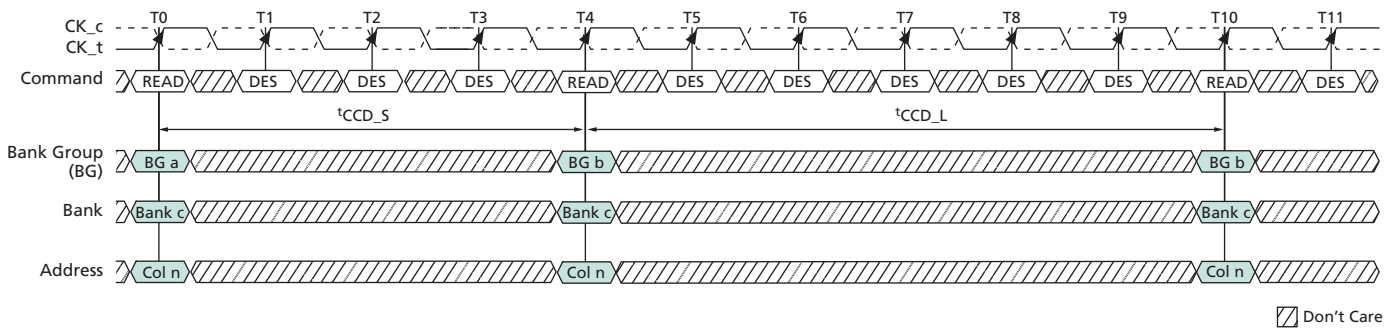 T0 T1 T2 T3 T4 T5 T6 T7 T8 T9 T10 T11
CK_c
CK_t
Command READ DES DES DES READ DES DES DES DES DES READ DES
tCCD_S tCCD_L
Bank Group
(BG)
BG a BG b BG b
Bank Bank c Bank c Bank c
Address Col n Col n Col n
Don't Care